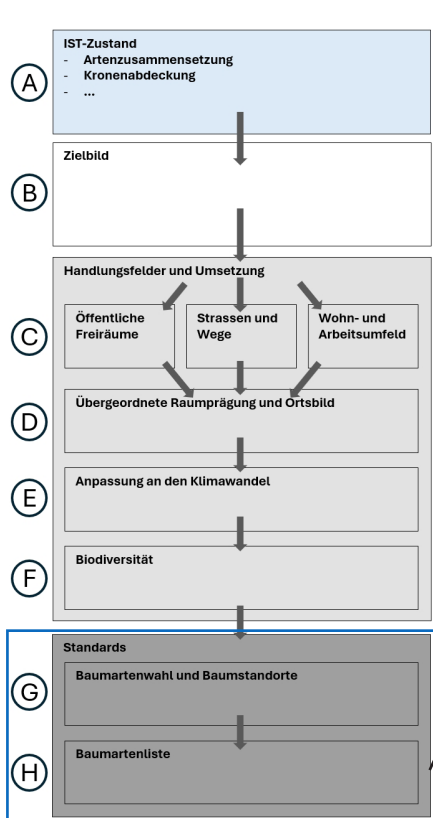 A
IST-Zustand
- Artenzusammensetzung
- Kronenabdeckung
- ...
B
Zielbild
Handlungsfelder und Umsetzung
C
Öffentliche
Freiräume
Strassen und
Wege
Wohn- und
Arbeitsumfeld
D
Übergeordnete Raumprägung und Ortsbild
E
Anpassung an den Klimawandel
F
Biodiversität
Standards
G
Baumartenwahl und Baumstandorte
H
Baumartenliste